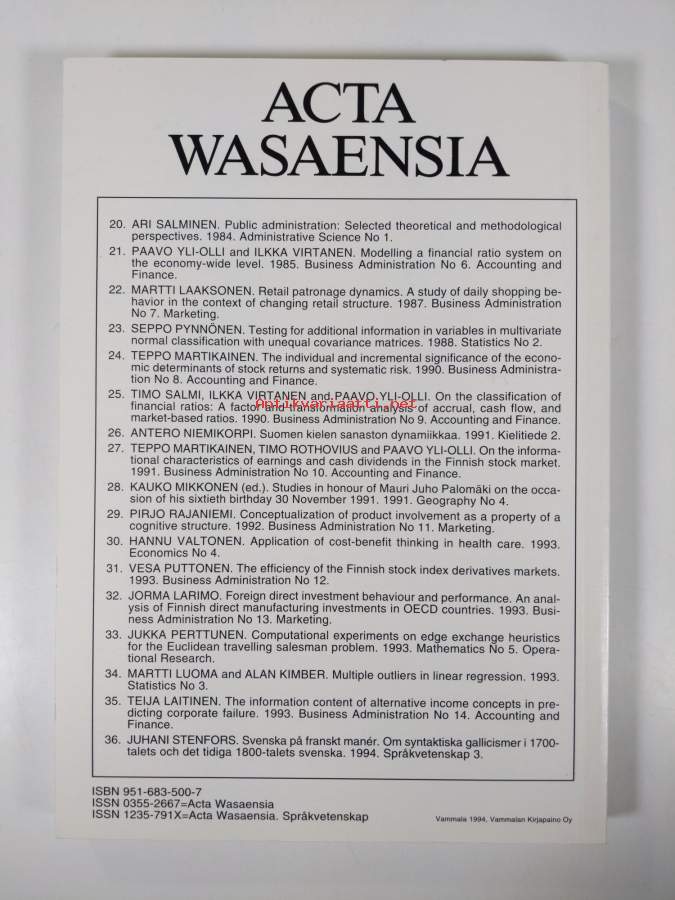 ACTA
WASAENSIA
20. ARI SALMINEN. Public administration: Selected theoretical and methodological
perspectives. 1984. Administrative Science No 1.
21. PAAVO YLI-OLLI and ILKKA VIRTANEN. Modelling a financial ratio system on
the economy-wide level. 1985. Business Administration No 6. Accounting and
Finance.
22. MARTTI LAAKSONEN. Retail patronage dynamics. A study of daily shopping be-
havior in the context of changing retail structure. 1987. Business Administration
No 7. Marketing.
23. SEPPO PYNNÖNEN. Testing for additional information in variables in multivariate
normal classification with unequal covariance matrices. 1988. Statistics No 2.
24. TEPPO MARTIKAINEN. The individual and incremental significance of the econo-
mic determinants of stock returns and systematic risk. 1990. Business Administra-
tion No 8. Accounting and Finance.
25. TIMO SALMI, ILKKA VIRTANEN and PAAVO YLI-OLLI. On the classification of
antikvariaatti.net
financial ratios: A factor and transformation analysis of accrual, cash flow, and
market-based ratios. 1990. Business Administration No 9. Accounting and Finance.
26. ANTERO NIEMIKORPI. Suomen kielen sanaston dynamiikkaa. 1991. Kielitiede 2.
27. TEPPO MARTIKAINEN, TIMO ROTHOVIUS and PAAVO YLI-OLLI. On the informa-
tional characteristics of earnings and cash dividends in the Finnish stock market.
1991. Business Administration No 10. Accounting and Finance.
28. KAUKO MIKKONEN (ed.). Studies in honour of Mauri Juho Palomäki on the occa-
sion of his sixtieth birthday 30 November 1991. 1991. Geography No 4.
29. PIRJO RAJANIEMI. Conceptualization of product involvement as a property of a
cognitive structure. 1992. Business Administration No 11. Marketing.
30. HANNU VALTONEN. Application of cost-benefit thinking in health care. 1993.
Economics No 4.
31. VESA PUTTONEN. The efficiency of the Finnish stock index derivatives markets.
1993. Business Administration No 12.
32. JORMA LARIMO. Foreign direct investment behaviour and performance. An anal-
ysis of Finnish direct manufacturing investments in OECD countries. 1993. Busi-
ness Administration No 13. Marketing.
33. JUKKA PERTTUNEN. Computational experiments on edge exchange heuristics
for the Euclidean travelling salesman problem. 1993. Mathematics No 5. Opera-
tional Research.
34. MARTTI LUOMA and ALAN KIMBER. Multiple outliers in linear regression. 1993.
Statistics No 3.
35. TEIJA LAITINEN. The information content of alternative income concepts in pre-
dicting corporate failure. 1993. Business Administration No 14. Accounting and
Finance.
36. JUHANI STENFORS. Svenska på franskt manér. Om syntaktiska gallicismer i 1700-
talets och det tidiga 1800-talets svenska. 1994. Språkvetenskap 3.
ISBN 951-683-500-7
ISSN 0355-2667=Acta Wasaensia
ISSN 1235-791X=Acta Wasaensia. Språkvetenskap
Vammala 1994, Vammalan Kirjapaino Oy